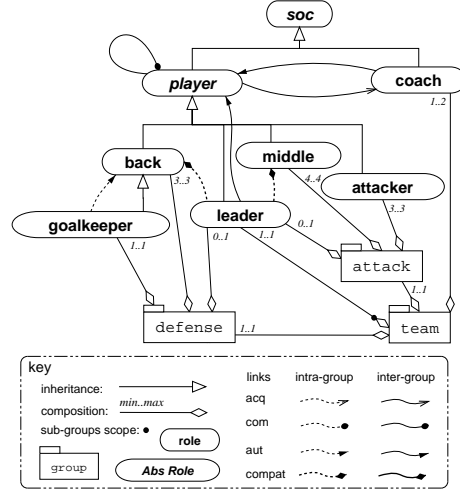 soc
player
coach
1..2
back
middle
3..3
4..4
attacker
goalkeeper
leader
3..3
1..1
0..1
1..1
0..1
attack
1..1
defense
1..1
team
key
inheritance:
composition:
min..max
sub-groups scope:
role
group
Abs Role
links
intra-group
inter-group
acq
com
aut
compat